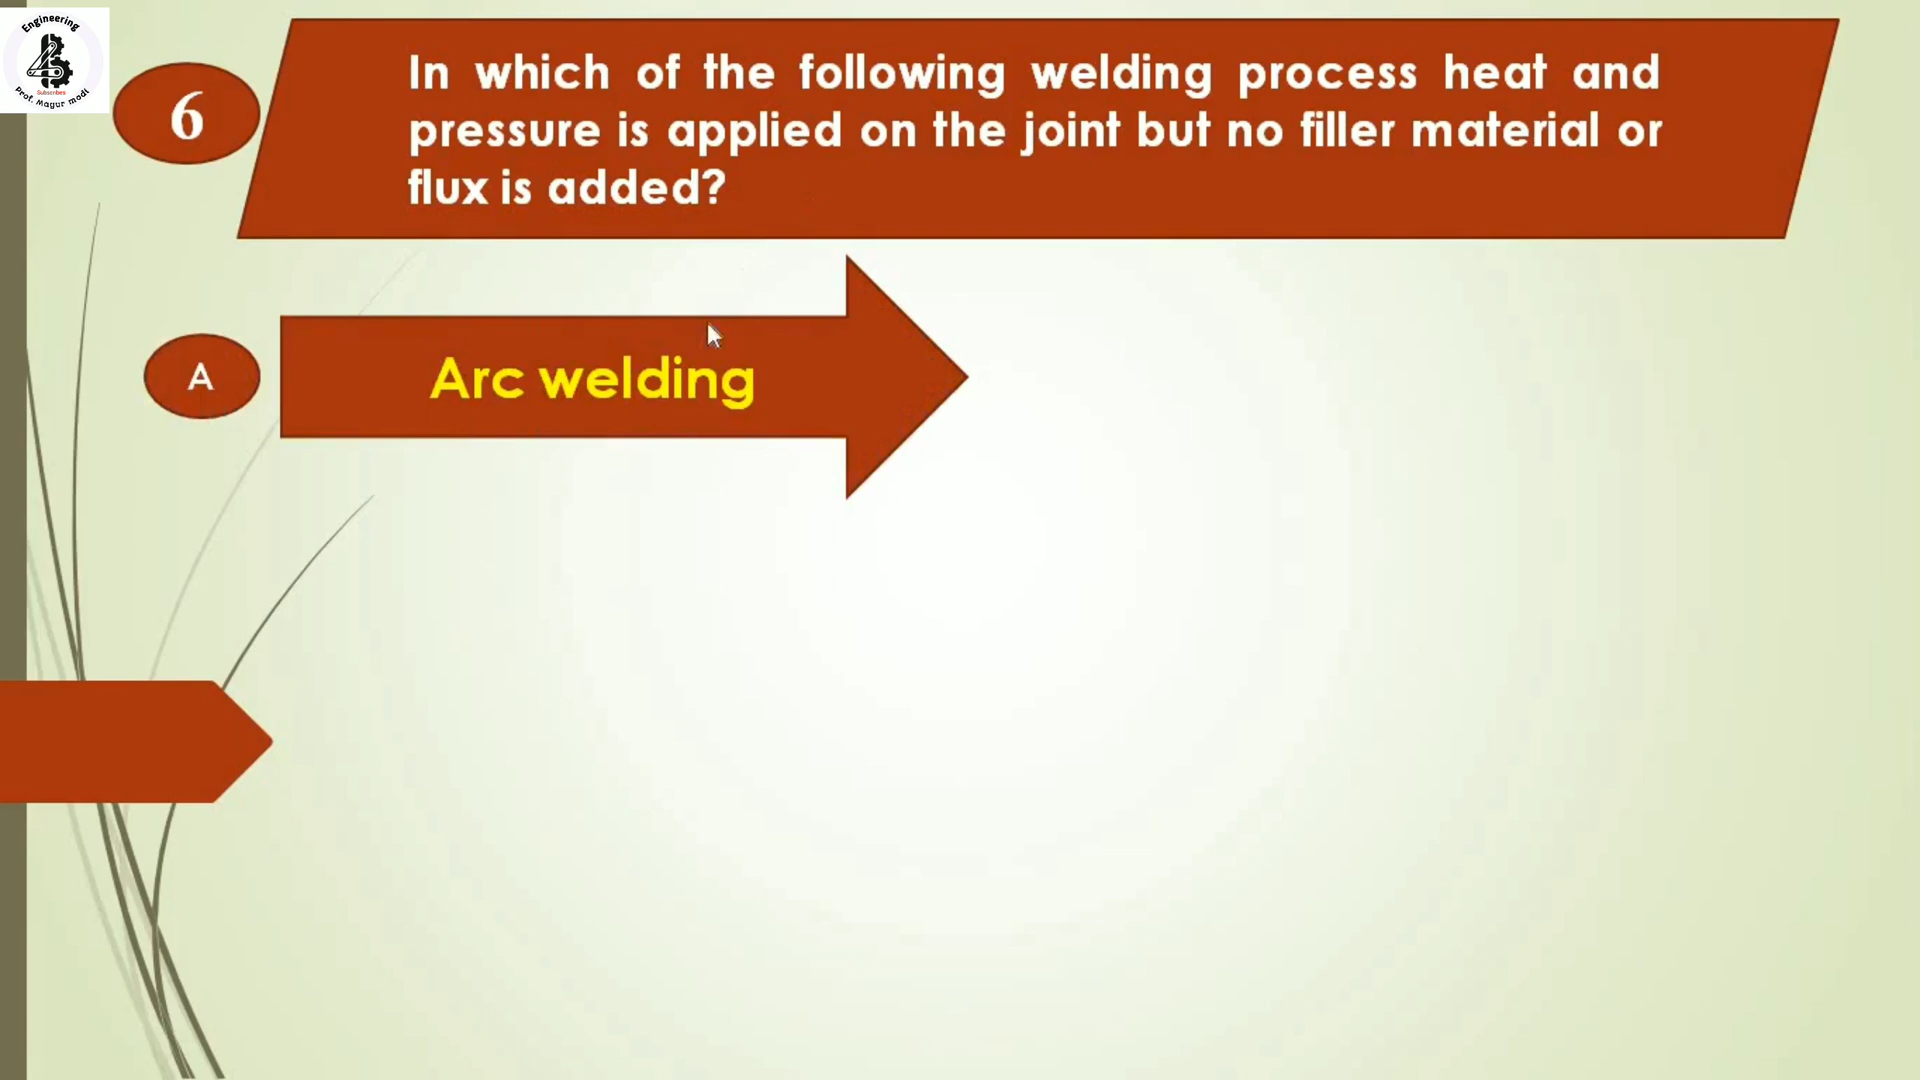 Engineering
Subscribes
Prof. Mayur modi
6
In which of the following welding process heat and
pressure is applied on the joint but no filler material or
flux is added?
A
Arc welding